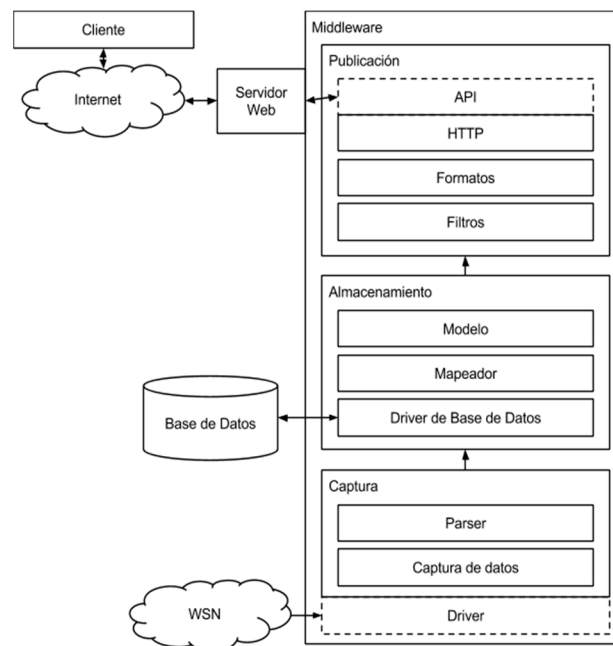 Cliente
Internet
Servidor
Web
Middleware
Publicación
API
HTTP
Formatos
Filtros
Almacenamiento
Modelo
Mapeador
Driver de Base de Datos
Base de Datos
Captura
Parser
Captura de datos
WSN
Driver